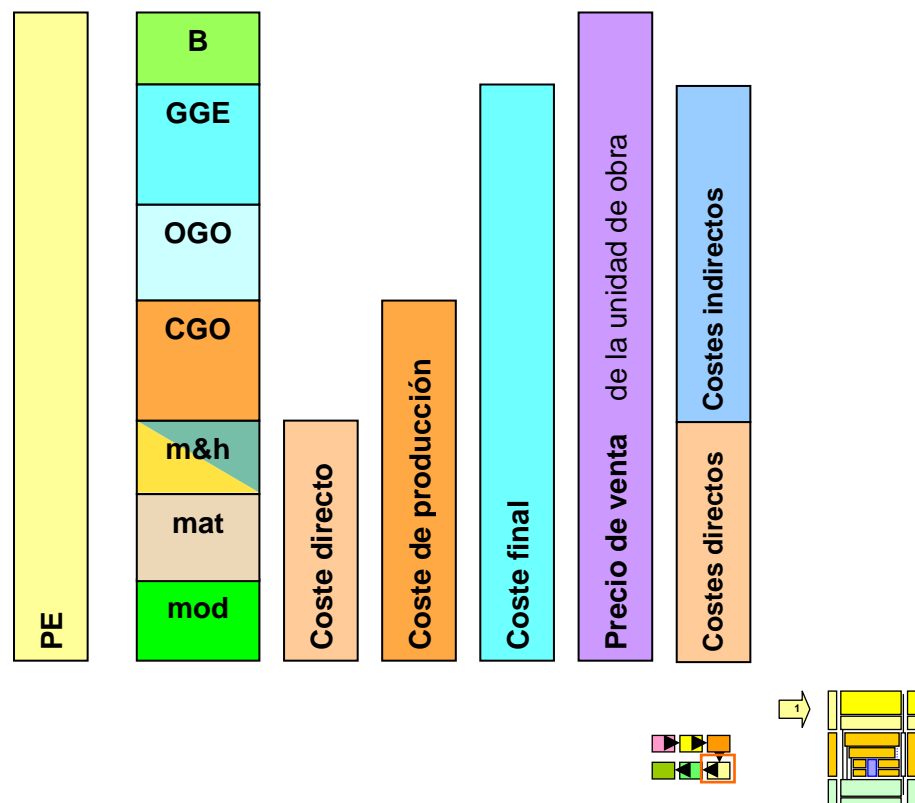 PE
B
GGE
OGO
CGO
m&h
mat
mod
Coste directo
Coste de producción
Coste final
Precio de venta de la unidad de obra
Costes indirectos
Costes directos
1